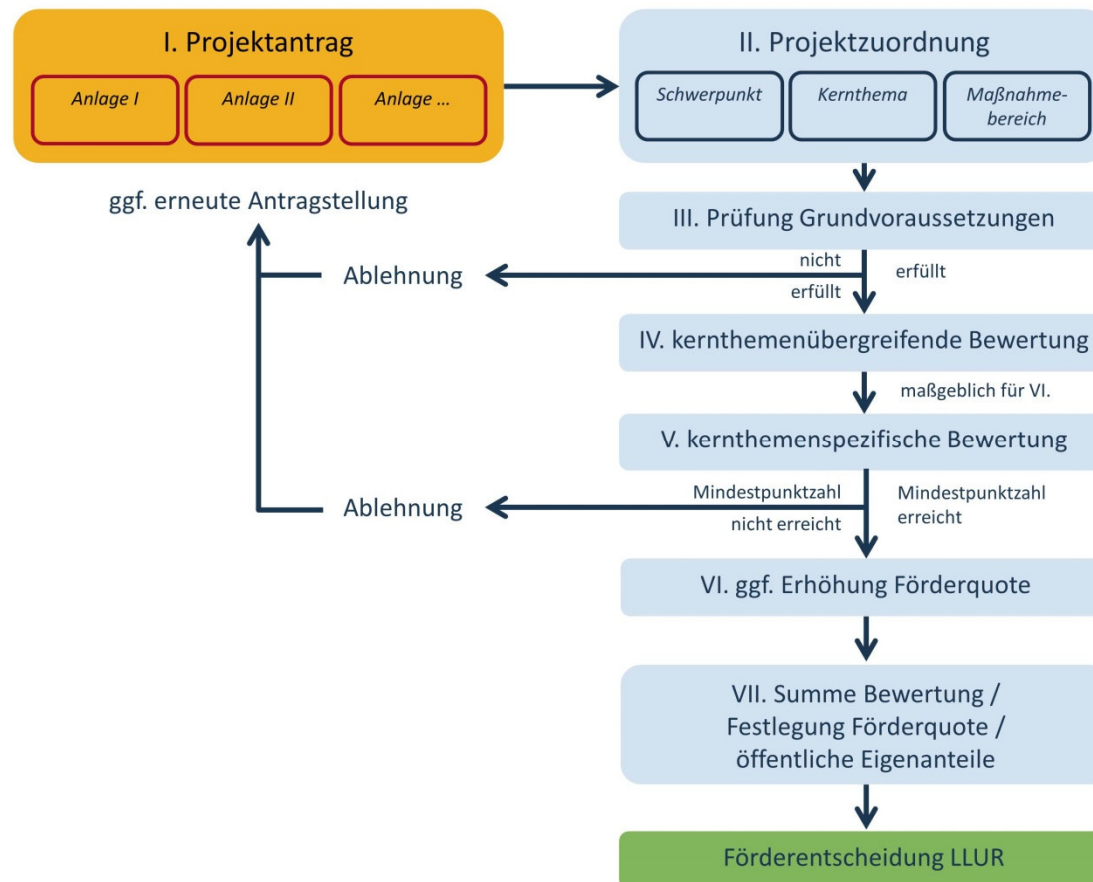 I. Projektantrag
Anlage I
Anlage II
Anlage ...
II. Projektzuordnung
Schwerpunkt
Kernthema
Maßnahme-
bereich
ggf. erneute Antragstellung
III. Prüfung Grundvoraussetzungen
Ablehnung
nicht
erfüllt
erfüllt
IV. kernthemenübergreifende Bewertung
maßgeblich für VI.
V. kernthemenspezifische Bewertung
Ablehnung
Mindestpunktzahl
nicht erreicht
Mindestpunktzahl
erreicht
VI. ggf. Erhöhung Förderquote
VII. Summe Bewertung /
Festlegung Förderquote /
öffentliche Eigenanteile
Förderentscheidung LLUR